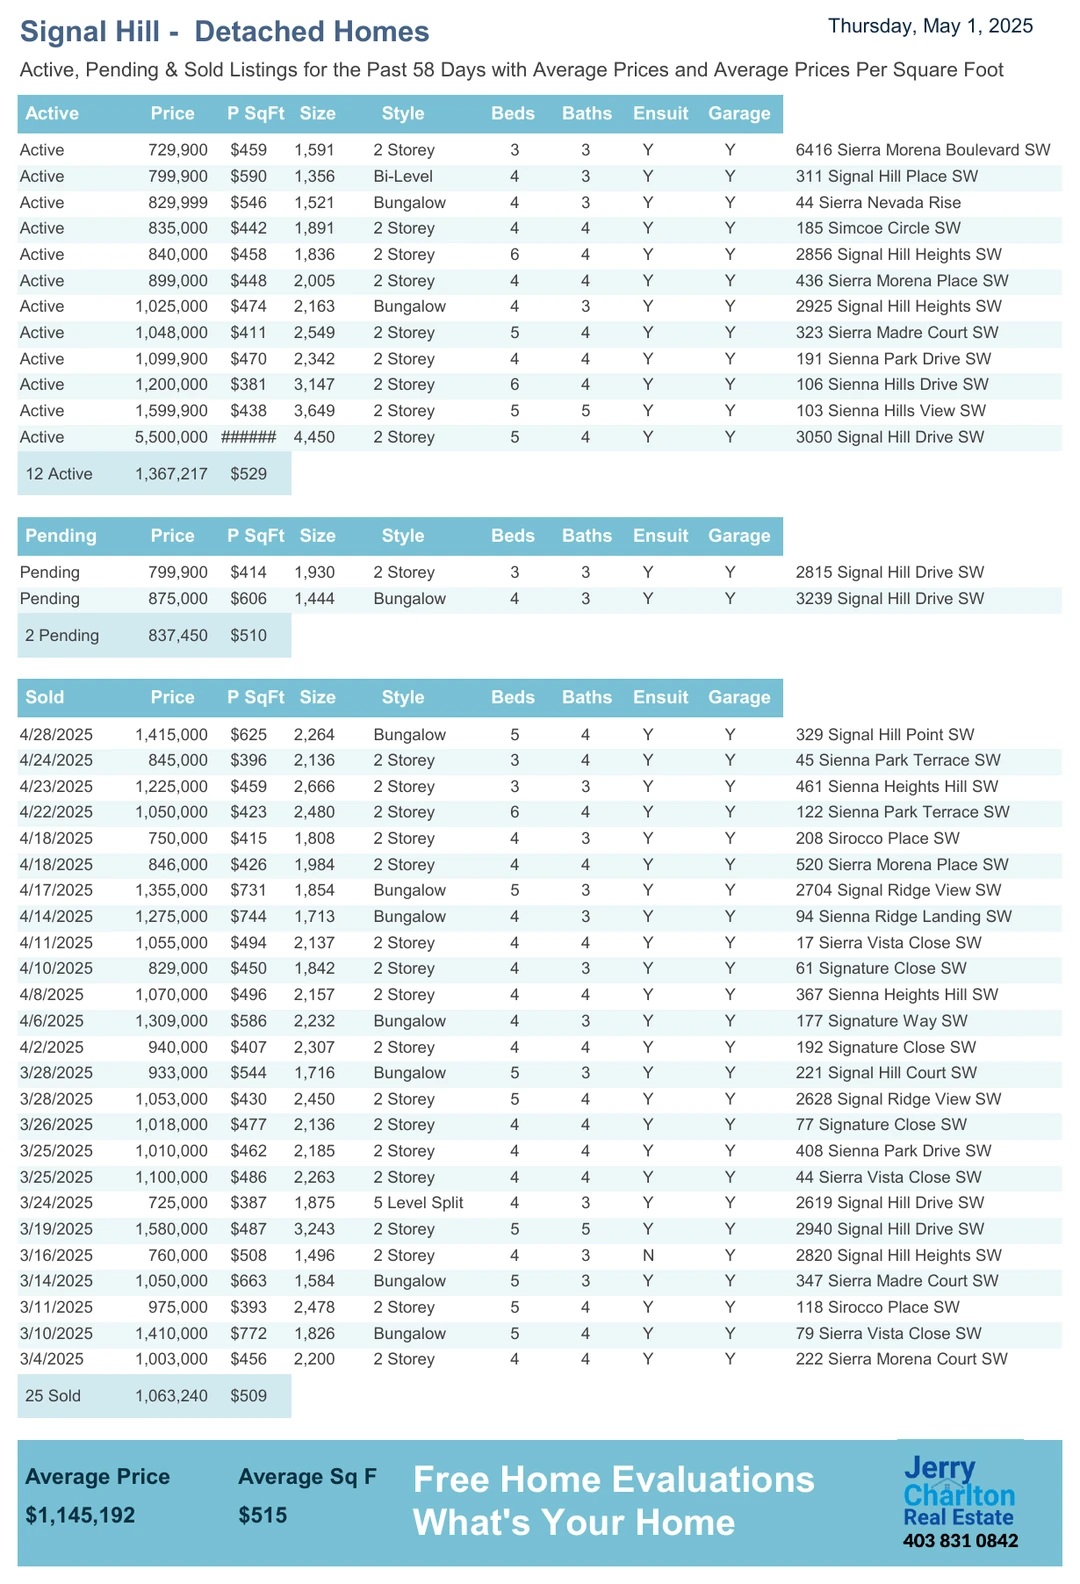 Signal Hill - Detached Homes
Thursday, May 1, 2025
Active, Pending & Sold Listings for the Past 58 Days with Average Prices and Average Prices Per Square Foot
Active Price P SqFt Size Style Beds Baths Ensuit Garage
Active 729,900 $459 1,591 2 Storey 3 3 Y Y 6416 Sierra Morena Boulevard SW
Active 799,900 $590 1,356 Bi-Level 4 3 Y Y 311 Signal Hill Place SW
Active 829,999 $546 1,521 Bungalow 4 3 Y Y 44 Sierra Nevada Rise
Active 835,000 $442 1,891 2 Storey 4 4 Y Y 185 Simcoe Circle SW
Active 840,000 $458 1,836 2 Storey 6 4 Y Y 2856 Signal Hill Heights SW
Active 899,000 $448 2,005 2 Storey 4 4 Y Y 436 Sierra Morena Place SW
Active 1,025,000 $474 2,163 Bungalow 4 3 Y Y 2925 Signal Hill Heights SW
Active 1,048,000 $411 2,549 2 Storey 5 4 Y Y 323 Sierra Madre Court SW
Active 1,099,900 $470 2,342 2 Storey 4 4 Y Y 191 Sienna Park Drive SW
Active 1,200,000 $381 3,147 2 Storey 6 4 Y Y 106 Sienna Hills Drive SW
Active 1,599,900 $438 3,649 2 Storey 5 5 Y Y 103 Sienna Hills View SW
Active 5,500,000 ###### 4,450 2 Storey 5 4 Y Y 3050 Signal Hill Drive SW
12 Active 1,367,217 $529
Pending Price P SqFt Size Style Beds Baths Ensuit Garage
Pending 799,900 $414 1,930 2 Storey 3 3 Y Y 2815 Signal Hill Drive SW
Pending 875,000 $606 1,444 Bungalow 4 3 Y Y 3239 Signal Hill Drive SW
2 Pending 837,450 $510
Sold Price P SqFt Size Style Beds Baths Ensuit Garage
4/28/2025 1,415,000 $625 2,264 Bungalow 5 4 Y Y 329 Signal Hill Point SW
4/24/2025 845,000 $396 2,136 2 Storey 3 4 Y Y 45 Sienna Park Terrace SW
4/23/2025 1,225,000 $459 2,666 2 Storey 3 3 Y Y 461 Sienna Heights Hill SW
4/22/2025 1,050,000 $423 2,480 2 Storey 6 4 Y Y 122 Sienna Park Terrace SW
4/18/2025 750,000 $415 1,808 2 Storey 4 3 Y Y 208 Sirocco Place SW
4/18/2025 846,000 $426 1,984 2 Storey 4 4 Y Y 520 Sierra Morena Place SW
4/17/2025 1,355,000 $731 1,854 Bungalow 5 3 Y Y 2704 Signal Ridge View SW
4/14/2025 1,275,000 $744 1,713 Bungalow 4 3 Y Y 94 Sienna Ridge Landing SW
4/11/2025 1,055,000 $494 2,137 2 Storey 4 4 Y Y 17 Sierra Vista Close SW
4/10/2025 829,000 $450 1,842 2 Storey 4 3 Y Y 61 Signature Close SW
4/8/2025 1,070,000 $496 2,157 2 Storey 4 4 Y Y 367 Sienna Heights Hill SW
4/6/2025 1,309,000 $586 2,232 Bungalow 4 3 Y Y 177 Signature Way SW
4/2/2025 940,000 $407 2,307 2 Storey 4 4 Y Y 192 Signature Close SW
3/28/2025 933,000 $544 1,716 Bungalow 5 3 Y Y 221 Signal Hill Court SW
3/28/2025 1,053,000 $430 2,450 2 Storey 5 4 Y Y 2628 Signal Ridge View SW
3/26/2025 1,018,000 $477 2,136 2 Storey 4 4 Y Y 77 Signature Close SW
3/25/2025 1,010,000 $462 2,185 2 Storey 4 4 Y Y 408 Sienna Park Drive SW
3/25/2025 1,100,000 $486 2,263 2 Storey 4 4 Y Y 44 Sierra Vista Close SW
3/24/2025 725,000 $387 1,875 5 Level Split 4 3 Y Y 2619 Signal Hill Drive SW
3/19/2025 1,580,000 $487 3,243 2 Storey 5 5 Y Y 2940 Signal Hill Drive SW
3/16/2025 760,000 $508 1,496 2 Storey 4 3 N Y 2820 Signal Hill Heights SW
3/14/2025 1,050,000 $663 1,584 Bungalow 5 3 Y Y 347 Sierra Madre Court SW
3/11/2025 975,000 $393 2,478 2 Storey 5 4 Y Y 118 Sirocco Place SW
3/10/2025 1,410,000 $772 1,826 Bungalow 5 4 Y Y 79 Sierra Vista Close SW
3/4/2025 1,003,000 $456 2,200 2 Storey 4 4 Y Y 222 Sierra Morena Court SW
25 Sold 1,063,240 $509
Average Price Average Sq F
$1,145,192 $515
Free Home Evaluations
What's Your Home
Jerry
Charlton
Real Estate
403 831 0842